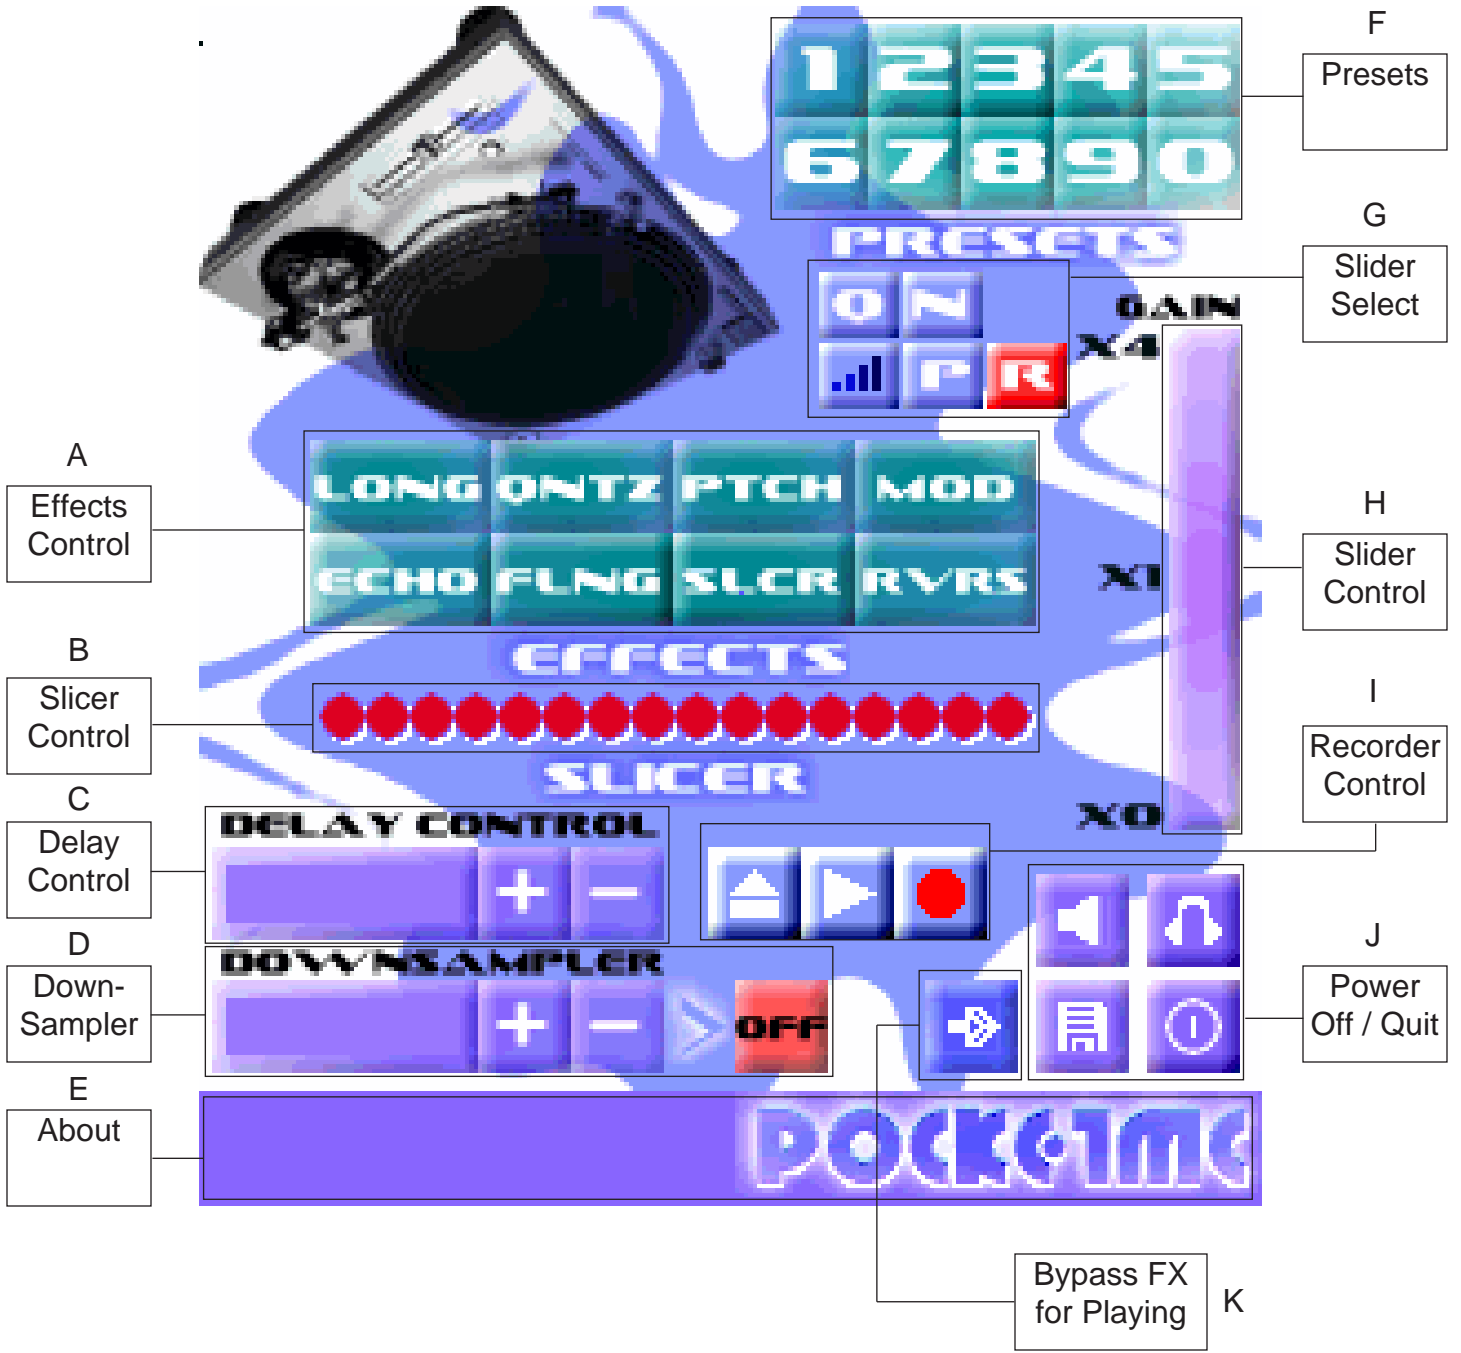 F
Presets
1 2 3 4 5
6 7 8 9 0
PRESETS
G
Slider
Select
Q N
P R
GAIN
X4
X1
X0
A
Effects
Control
LONG QNTZ PTCH MOD
ECHO FLNG SLCR RVRS
EFFECTS
H
Slider
Control
B
Slicer
Control
SLICER
I
Recorder
Control
C
Delay
Control
DELAY CONTROL
+ −
D
Down-
Sampler
DOWNSAMPLER
+ − > OFF
J
Power
Off / Quit
E
About
POCKETMC
Bypass FX
for Playing
K